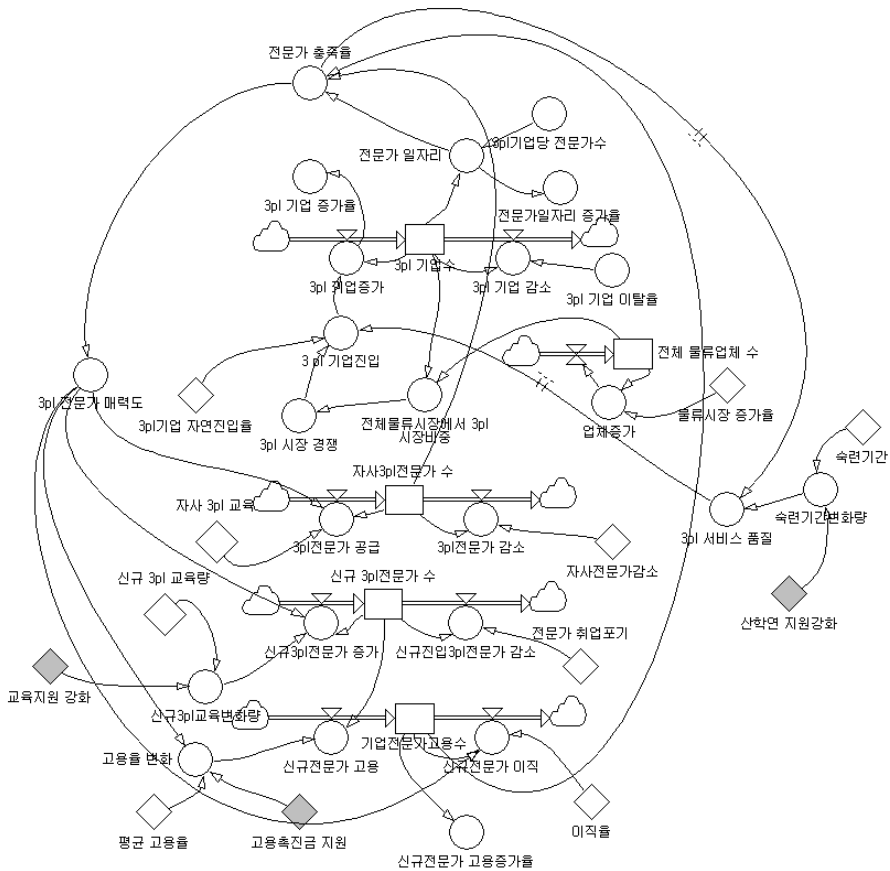 전문가 충족율
전문가 일자리
3pl기업당 전문가수
3pl 기업 증가율
전문가일자리 증가율
3pl 기업수
3pl 기업증가
3pl 기업 감소
3pl 기업 이탈율
3 pl 기업진입
전체 물류업체 수
3pl 전문가 매력도
3pl기업 자연진입율
3pl 시장 경쟁
전체물류시장에서 3pl
시장비중
업체증가
물류시장 증가율
숙련기간
자사3pl전문가 수
자사 3pl 교육
3pl전문가 공급
3pl전문가 감소
3pl 서비스 품질
숙련기간변화량
자사전문가감소
신규 3pl전문가 수
신규 3pl 교육량
산학연 지원강화
전문가 취업포기
신규3pl전문가 증가
신규진입3pl전문가 감소
교육지원 강화
신규3pl교육변화량
기업전문가고용수
고용율 변화
신규전문가 고용
신규전문가 이직
평균 고용율
고용촉진금 지원
이직율
신규전문가 고용증가율